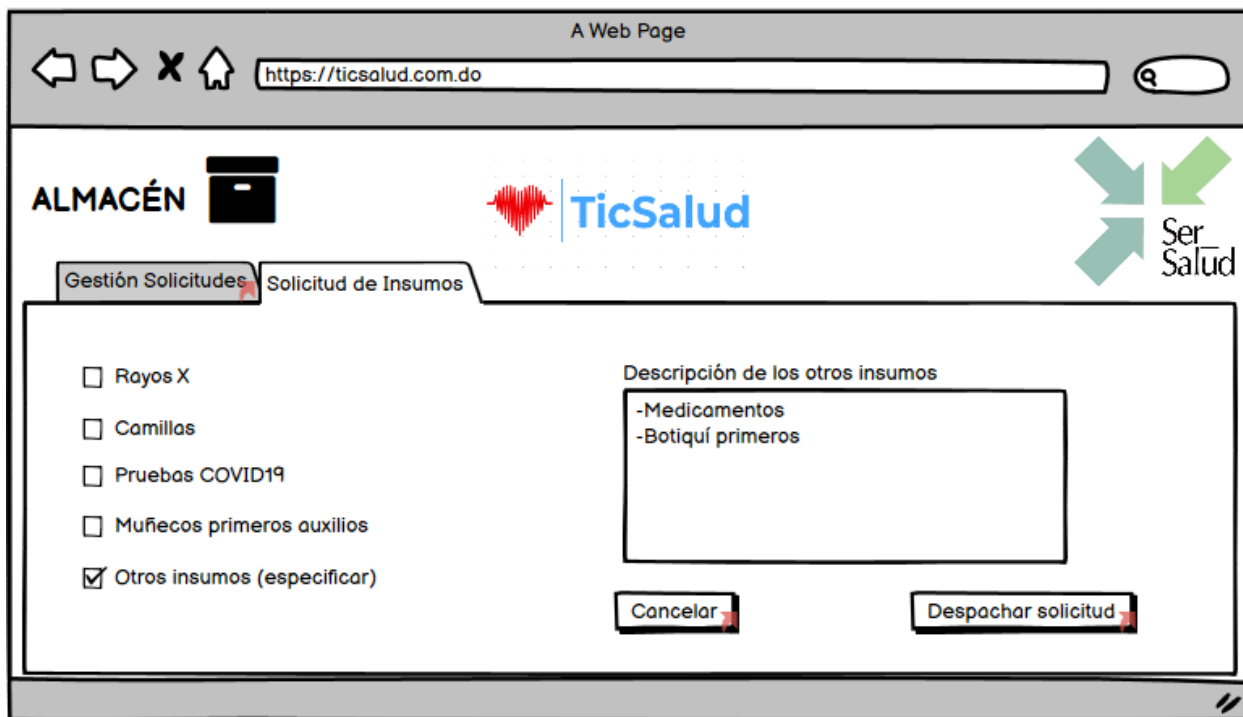 A Web Page
https://ticsalud.com.do
ALMACÉN
TicSalud
Ser_
Salud
Gestión Solicitudes
Solicitud de Insumos
Rayos X
Camillas
Pruebas COVID19
Muñecos primeros auxilios
Otros insumos (especificar)
Descripción de los otros insumos
-Medicamentos
-Botiquí primeros
Cancelar
Despachar solicitud